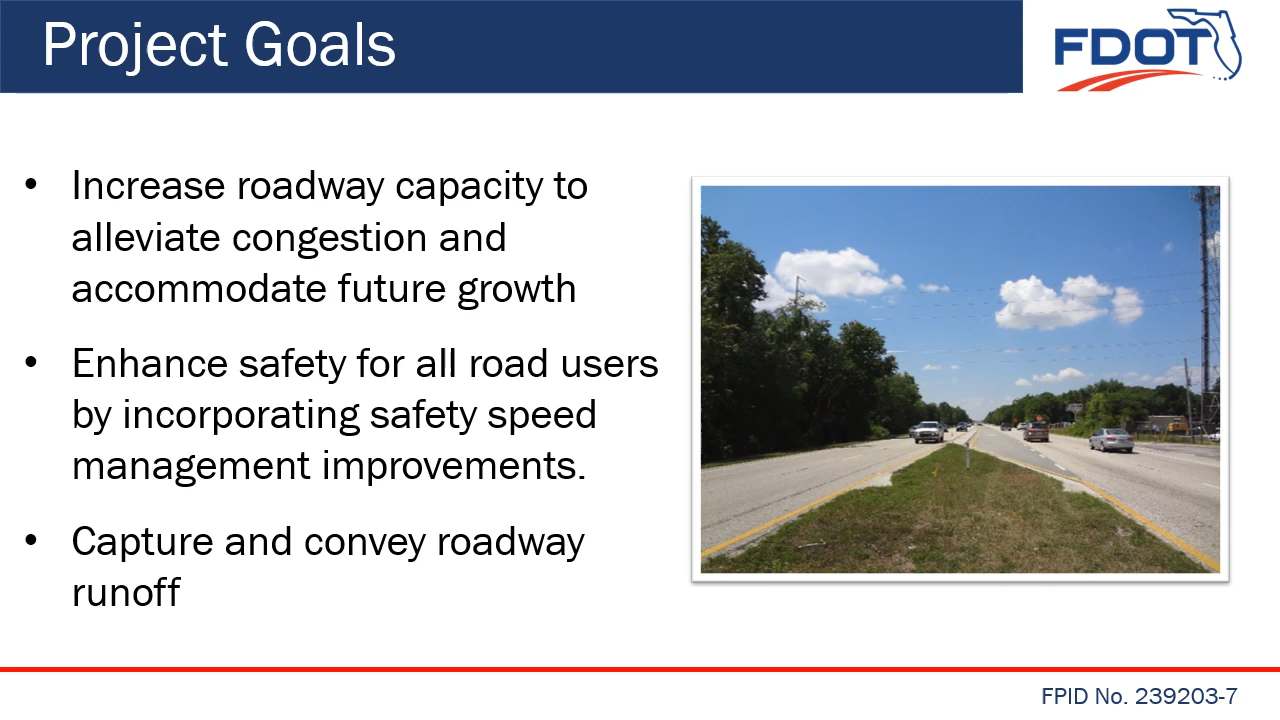 Project Goals
FDOT
• Increase roadway capacity to
alleviate congestion and
accommodate future growth
• Enhance safety for all road users
by incorporating safety speed
management improvements.
• Capture and convey roadway
runoff
FPID No. 239203-7